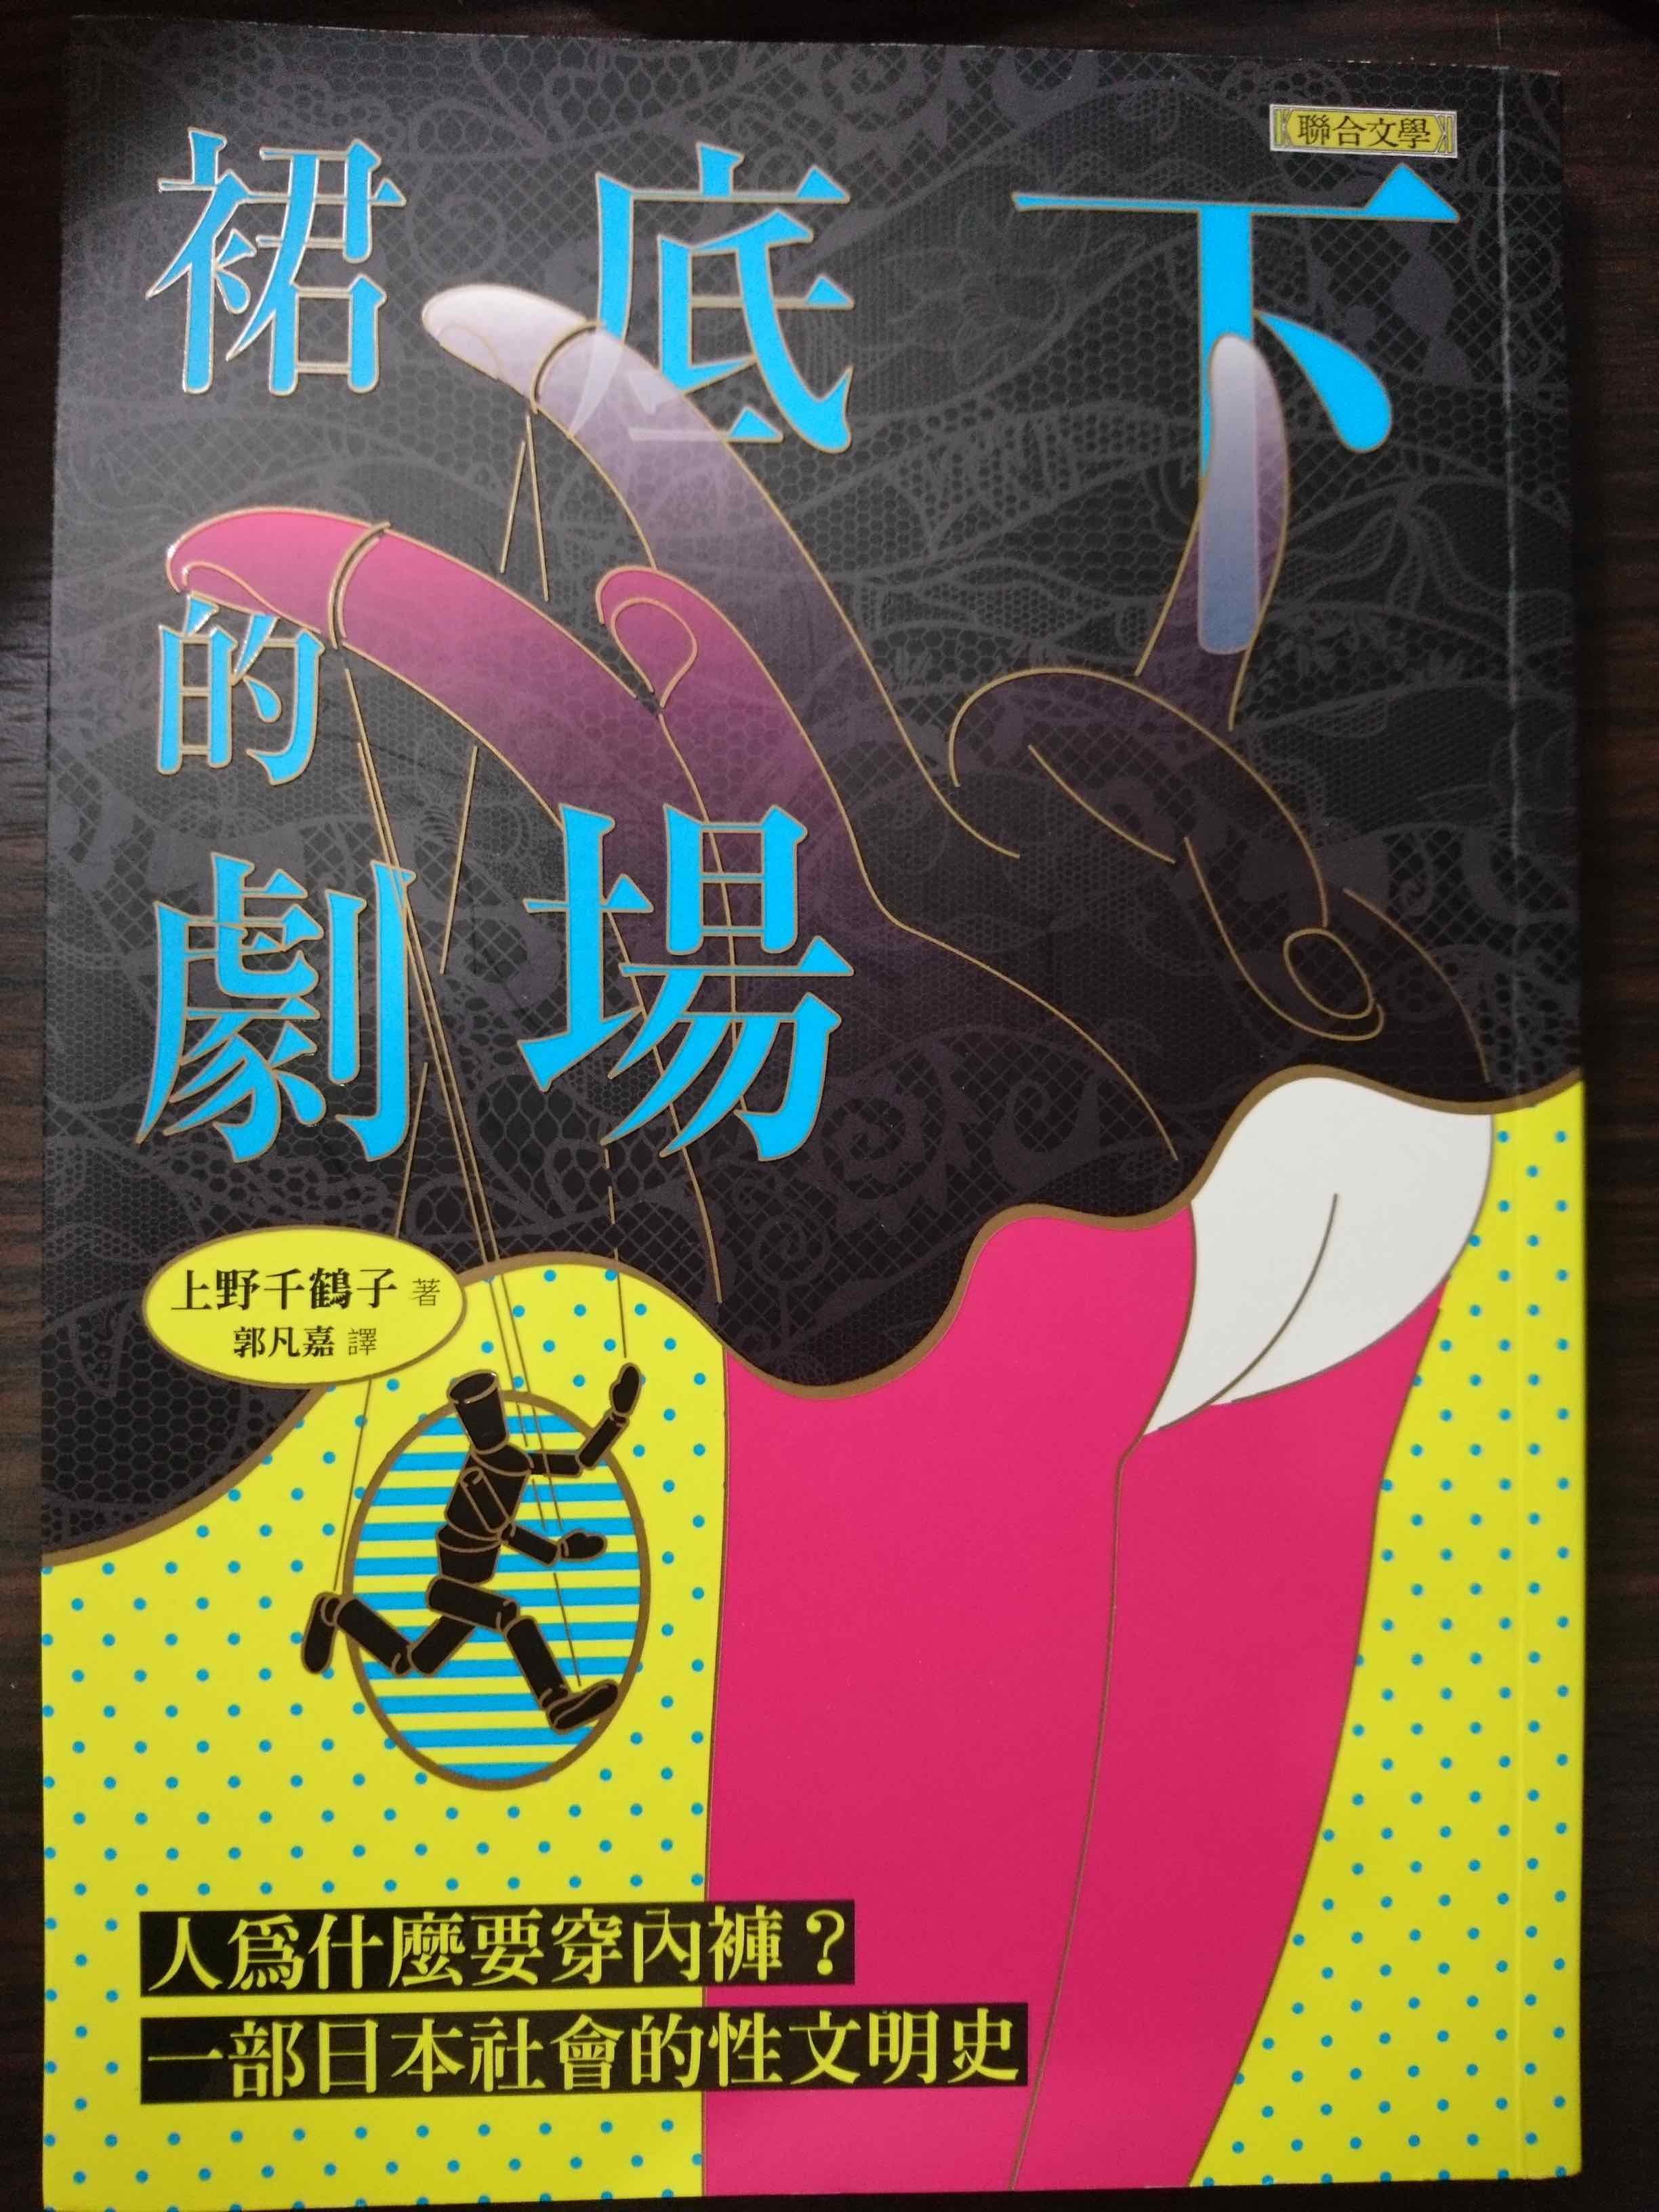 聯合文學
裙底下
的
劇場
上野千鶴子 著
郭凡嘉 譯
人為什麼要穿內褲？
一部日本社會的性文明史